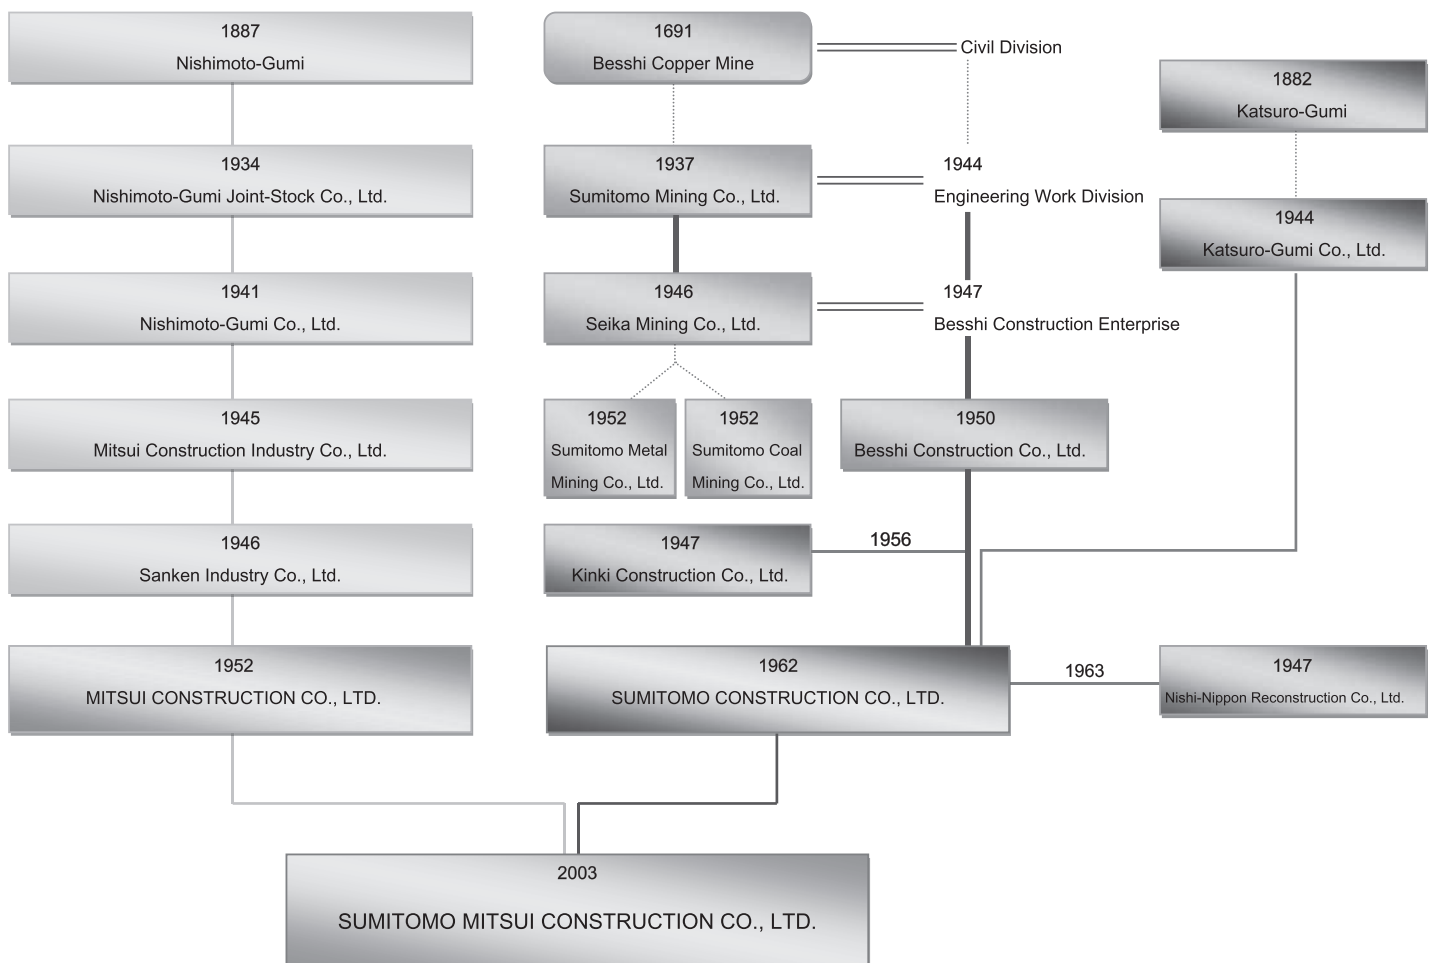 1887
Nishimoto-Gumi
1691
Besshi Copper Mine
Civil Division
1882
Katsuro-Gumi
1934
Nishimoto-Gumi Joint-Stock Co., Ltd.
1937
Sumitomo Mining Co., Ltd.
1944
Engineering Work Division
1944
Katsuro-Gumi Co., Ltd.
1941
Nishimoto-Gumi Co., Ltd.
1946
Seika Mining Co., Ltd.
1947
Besshi Construction Enterprise
1945
Mitsui Construction Industry Co., Ltd.
1952
Sumitomo Metal
Mining Co., Ltd.
1952
Sumitomo Coal
Mining Co., Ltd.
1950
Besshi Construction Co., Ltd.
1946
Sanken Industry Co., Ltd.
1947
Kinki Construction Co., Ltd.
1956
1952
MITSUI CONSTRUCTION CO., LTD.
1962
SUMITOMO CONSTRUCTION CO., LTD.
1963
1947
Nishi-Nippon Reconstruction Co., Ltd.
2003
SUMITOMO MITSUI CONSTRUCTION CO., LTD.